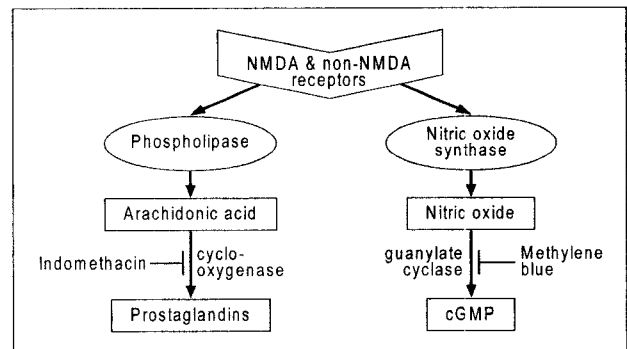 NMDA & non-NMDA
receptors
Phospholipase
Nitric oxide
synthase
Arachidonic acid
Nitric oxide
Indomethacin
cyclo-
oxygenase
guanylate
cyclase
Methylene
blue
Prostaglandins
cGMP